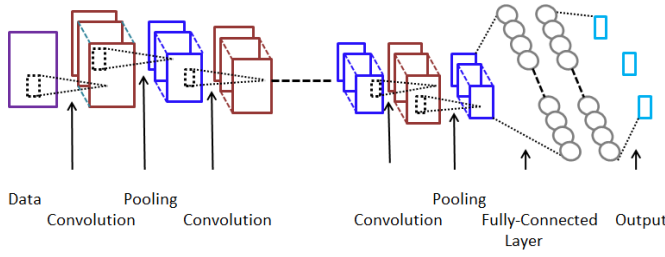 Data Pooling Pooling
Convolution Convolution Convolution Fully-Connected Output
Layer